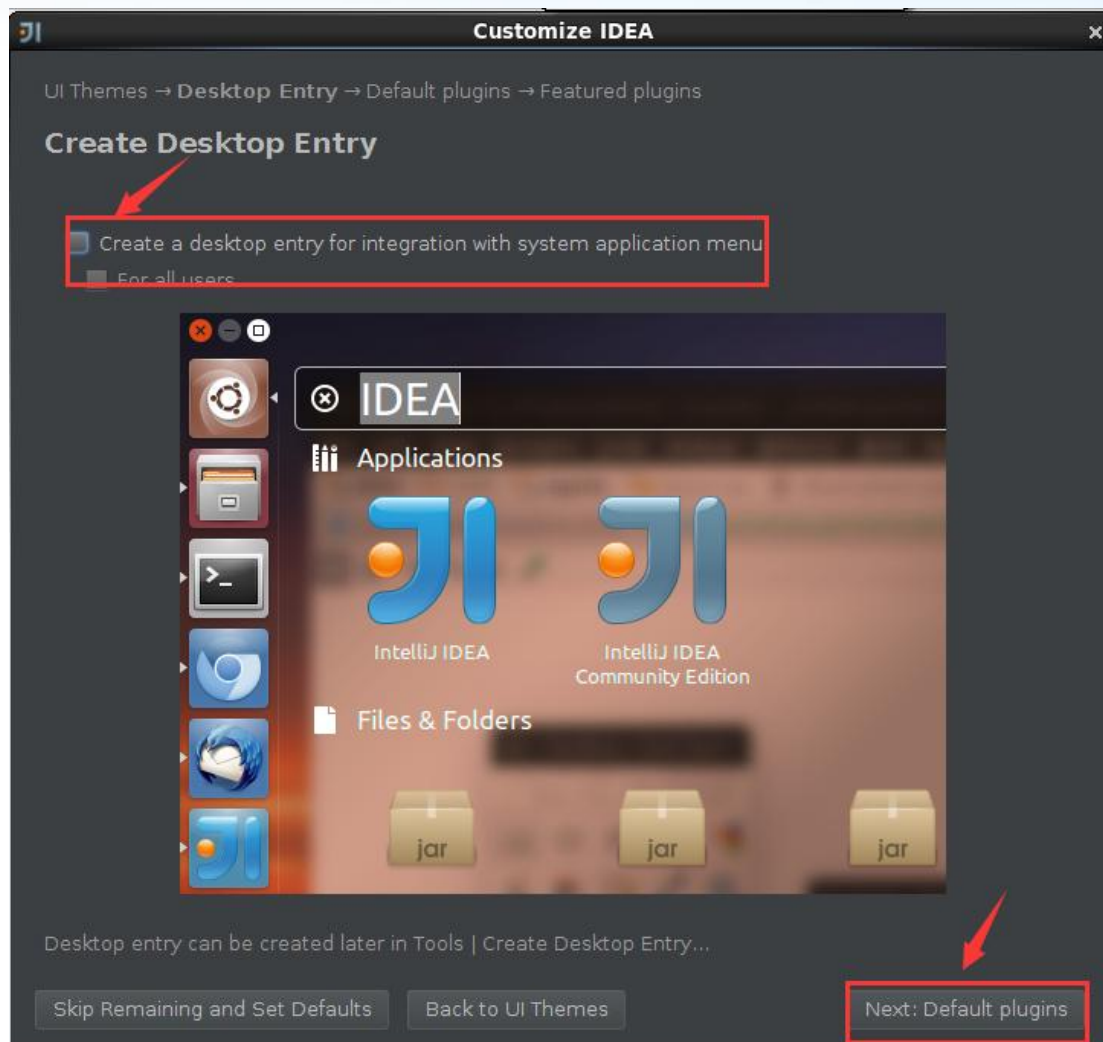 Customize IDEA
UI Themes → Desktop Entry → Default plugins → Featured plugins
Create Desktop Entry
Create a desktop entry for integration with system application menu
For all users
IDEA
Applications
IntelliJ IDEA
IntelliJ IDEA
Community Edition
Files & Folders
jar
jar
jar
Desktop entry can be created later in Tools | Create Desktop Entry...
Skip Remaining and Set Defaults
Back to UI Themes
Next: Default plugins